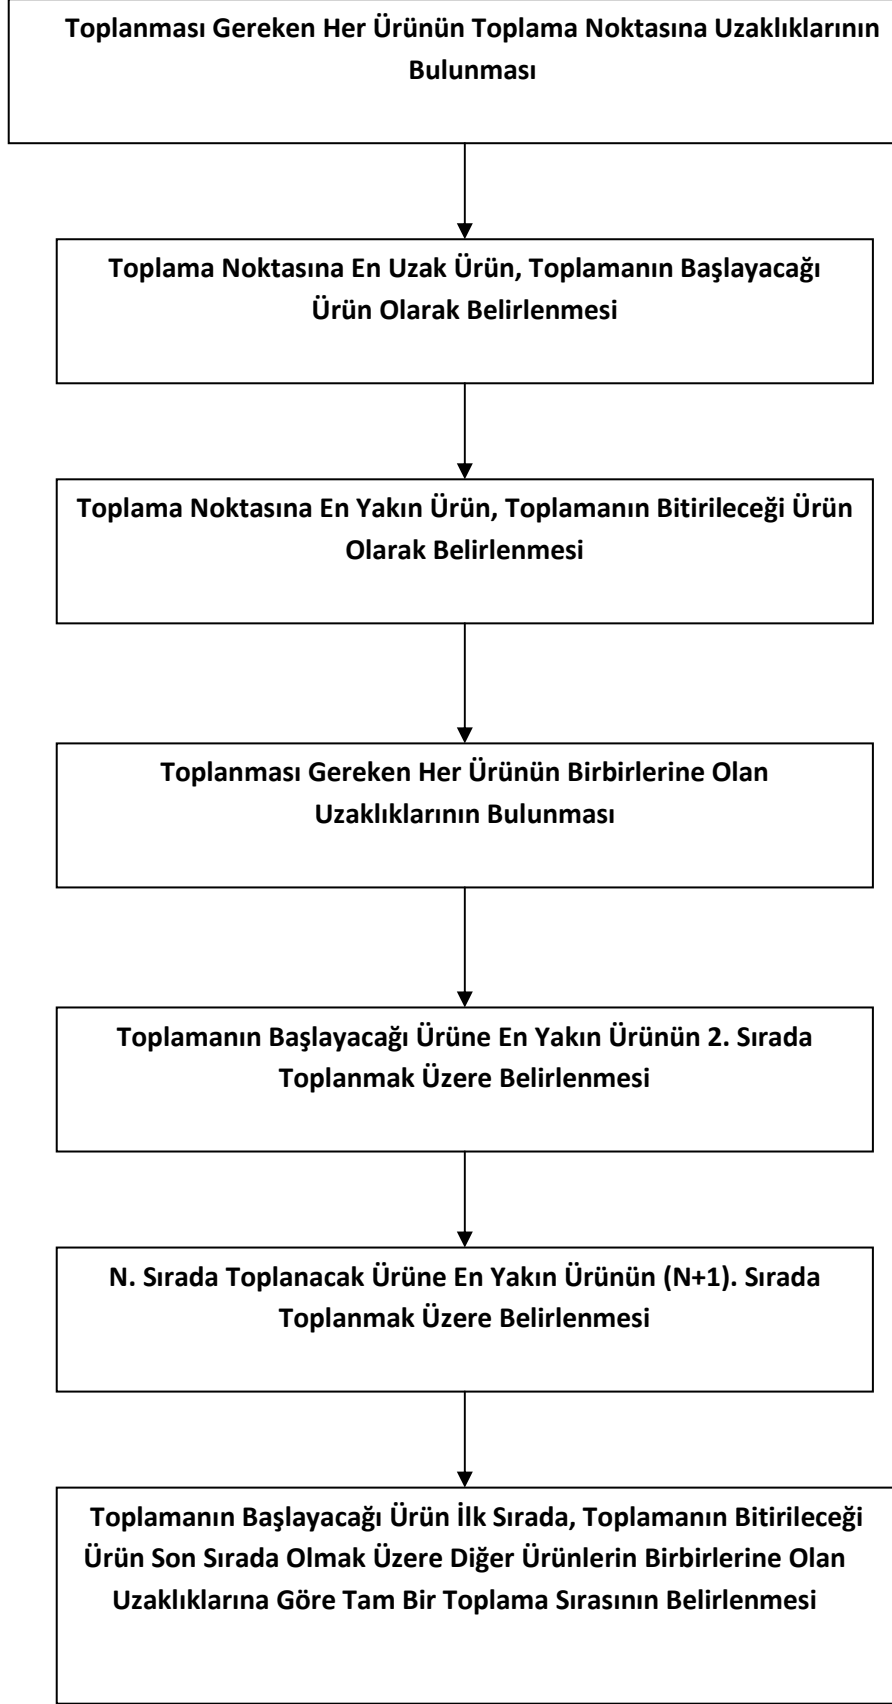 Toplanması Gereken Her Ürünün Toplama Noktasına Uzaklıklarının
Bulunması
Toplama Noktasına En Uzak Ürün, Toplamanın Başlayacağı
Ürün Olarak Belirlenmesi
Toplama Noktasına En Yakın Ürün, Toplamanın Bitirileceği Ürün
Olarak Belirlenmesi
Toplanması Gereken Her Ürünün Birbirlerine Olan
Uzaklıklarının Bulunması
Toplamanın Başlayacağı Ürüne En Yakın Ürünün 2. Sırada
Toplanmak Üzere Belirlenmesi
N. Sırada Toplanacak Ürüne En Yakın Ürünün (N+1). Sırada
Toplanmak Üzere Belirlenmesi
Toplamanın Başlayacağı Ürün İlk Sırada, Toplamanın Bitirileceği
Ürün Son Sırada Olmak Üzere Diğer Ürünlerin Birbirlerine Olan
Uzaklıklarına Göre Tam Bir Toplama Sırasının Belirlenmesi